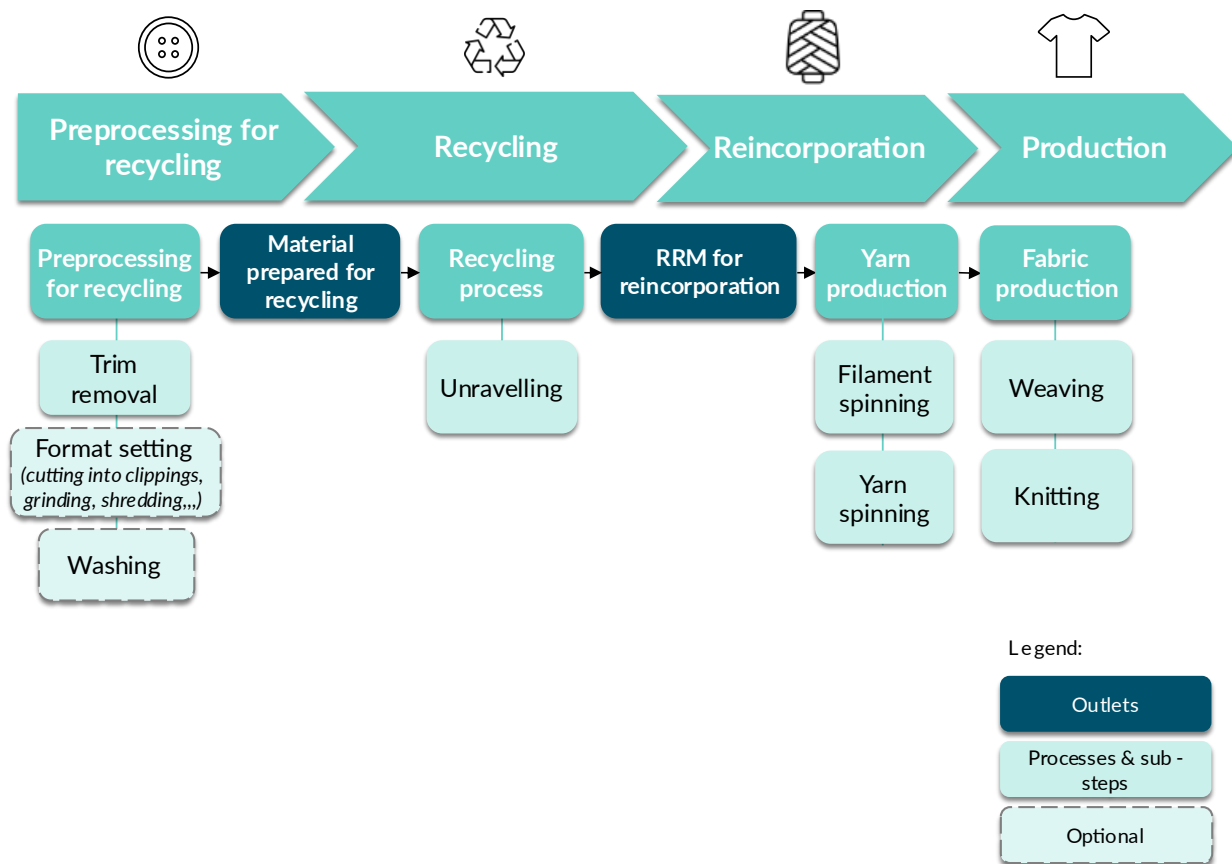 Preprocessing for
recycling
Recycling
Reincorporation
Production
Preprocessing
for recycling
Material
prepared for
recycling
Recycling
process
RRM for
reincorporation
Yarn
production
Fabric
production
Trim
removal
Format setting
(cutting into clippings,
grinding, shredding,,,)
Washing
Unravelling
Filament
spinning
Yarn
spinning
Weaving
Knitting
Legend:
Outlets
Processes & sub -
steps
Optional